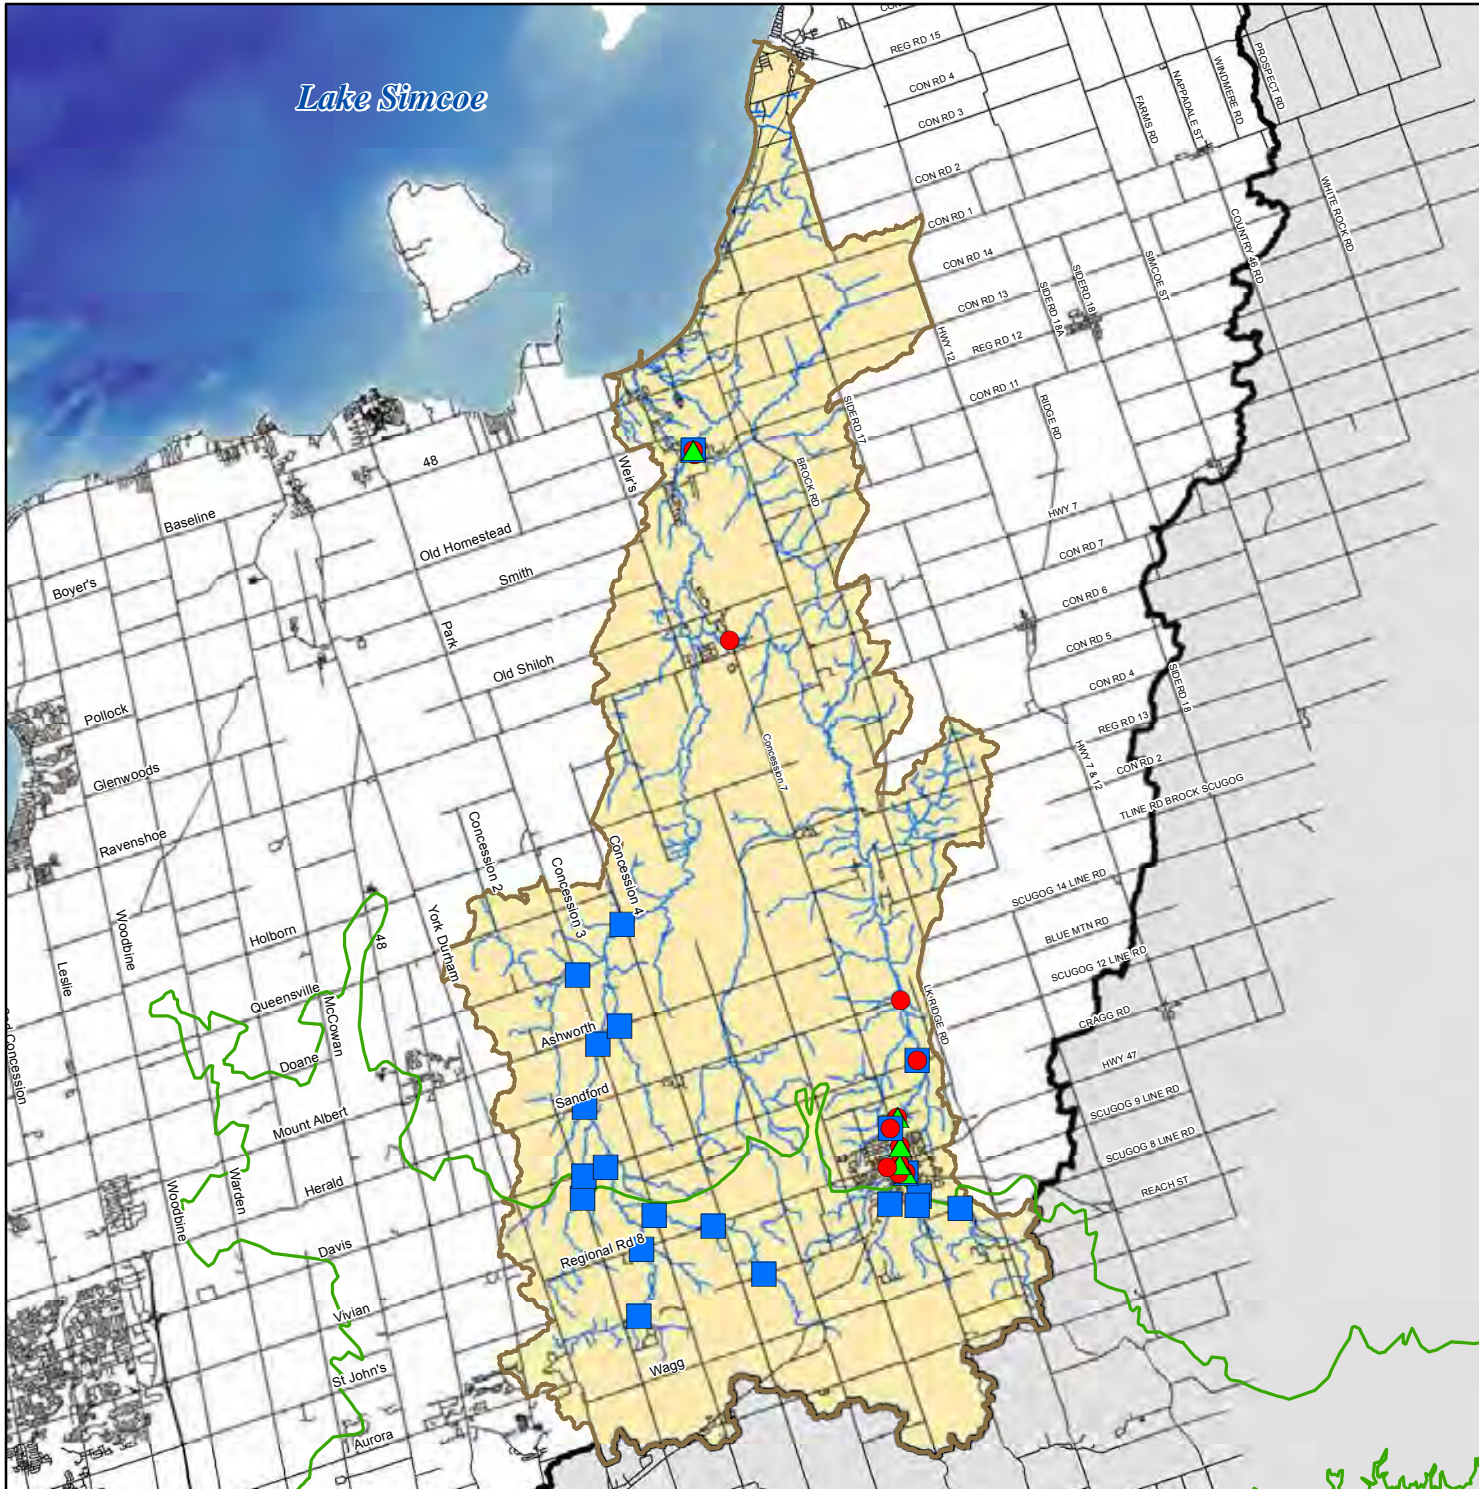 Lake Simcoe
REG RD 15
CON RD 4
CON RD 3
CON RD 2
CON RD 1
CON RD 14
CON RD 13
REG RD 12
CON RD 11
HWY 12
SIDERD 17
SIDERD 18A
SIDERD 18
SIMCOE ST
FARMS RD
NAPPADALE ST
WINDMERE RD
PROSPECT RD
WHITE ROCK RD
COUNTRY 46 RD
RIDGE RD
BROCK RD
HWY 7
CON RD 7
CON RD 6
CON RD 5
CON RD 4
REG RD 13
CON RD 2
SIDERD 18
HWY 7 & 12
TLINE RD BROCK SCUGOG
SCUGOG 14 LINE RD
BLUE MTN RD
SCUGOG 12 LINE RD
CRAGG RD
HWY 47
SCUGOG 9 LINE RD
SCUGOG 8 LINE RD
REACH ST
LK RIDGE RD
48
Baseline
Boyer's
Weir's
Old Homestead
Smith
Park
Old Shiloh
Pollock
Glenwoods
Ravenshoe
Concession 7
Concession 2
Concession 3
Concession 4
York Durham
Woodbine
Leslie
Holborn
48
Queensville
McCowan
Doane
Mount Albert
Herald
Warden
Woodbine
Davis
Vivian
St John's
Aurora
Ashworth
Sandford
Regional Rd 8
Wagg
Concession